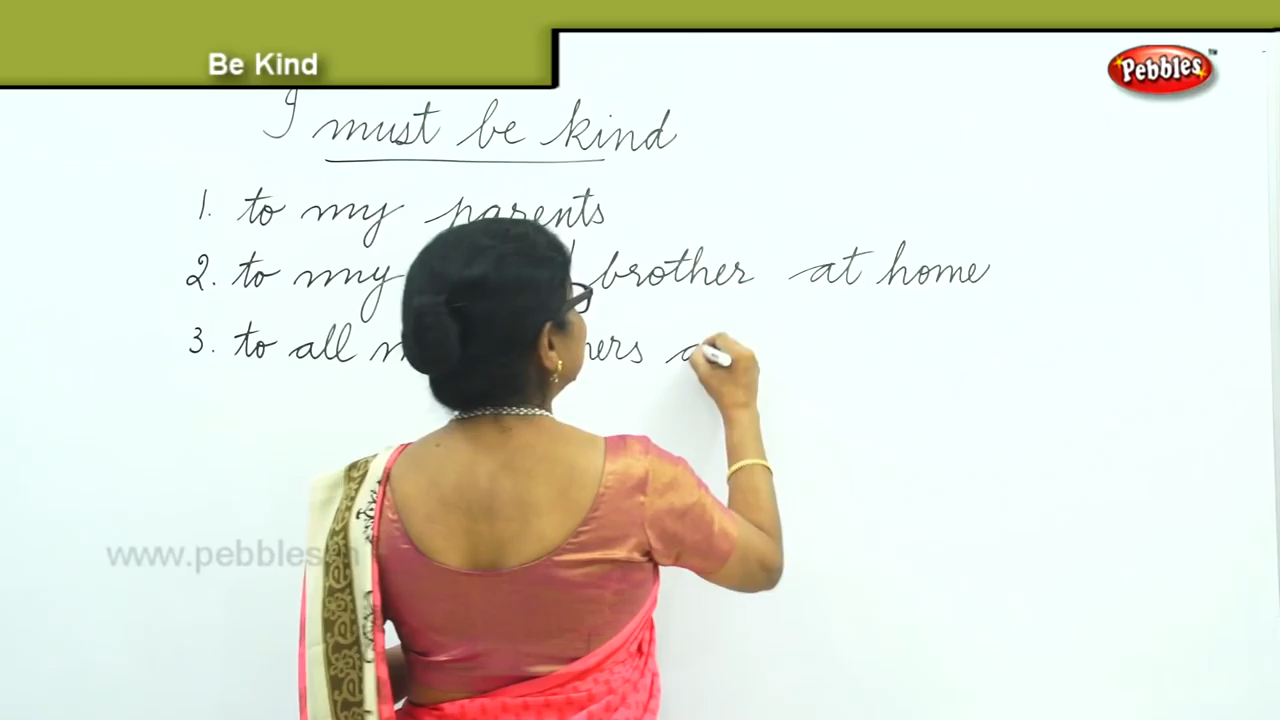 Be Kind
Pebbles
I must be kind
1. to my parents
2. to my brother at home
3. to all
www.pebbles.in